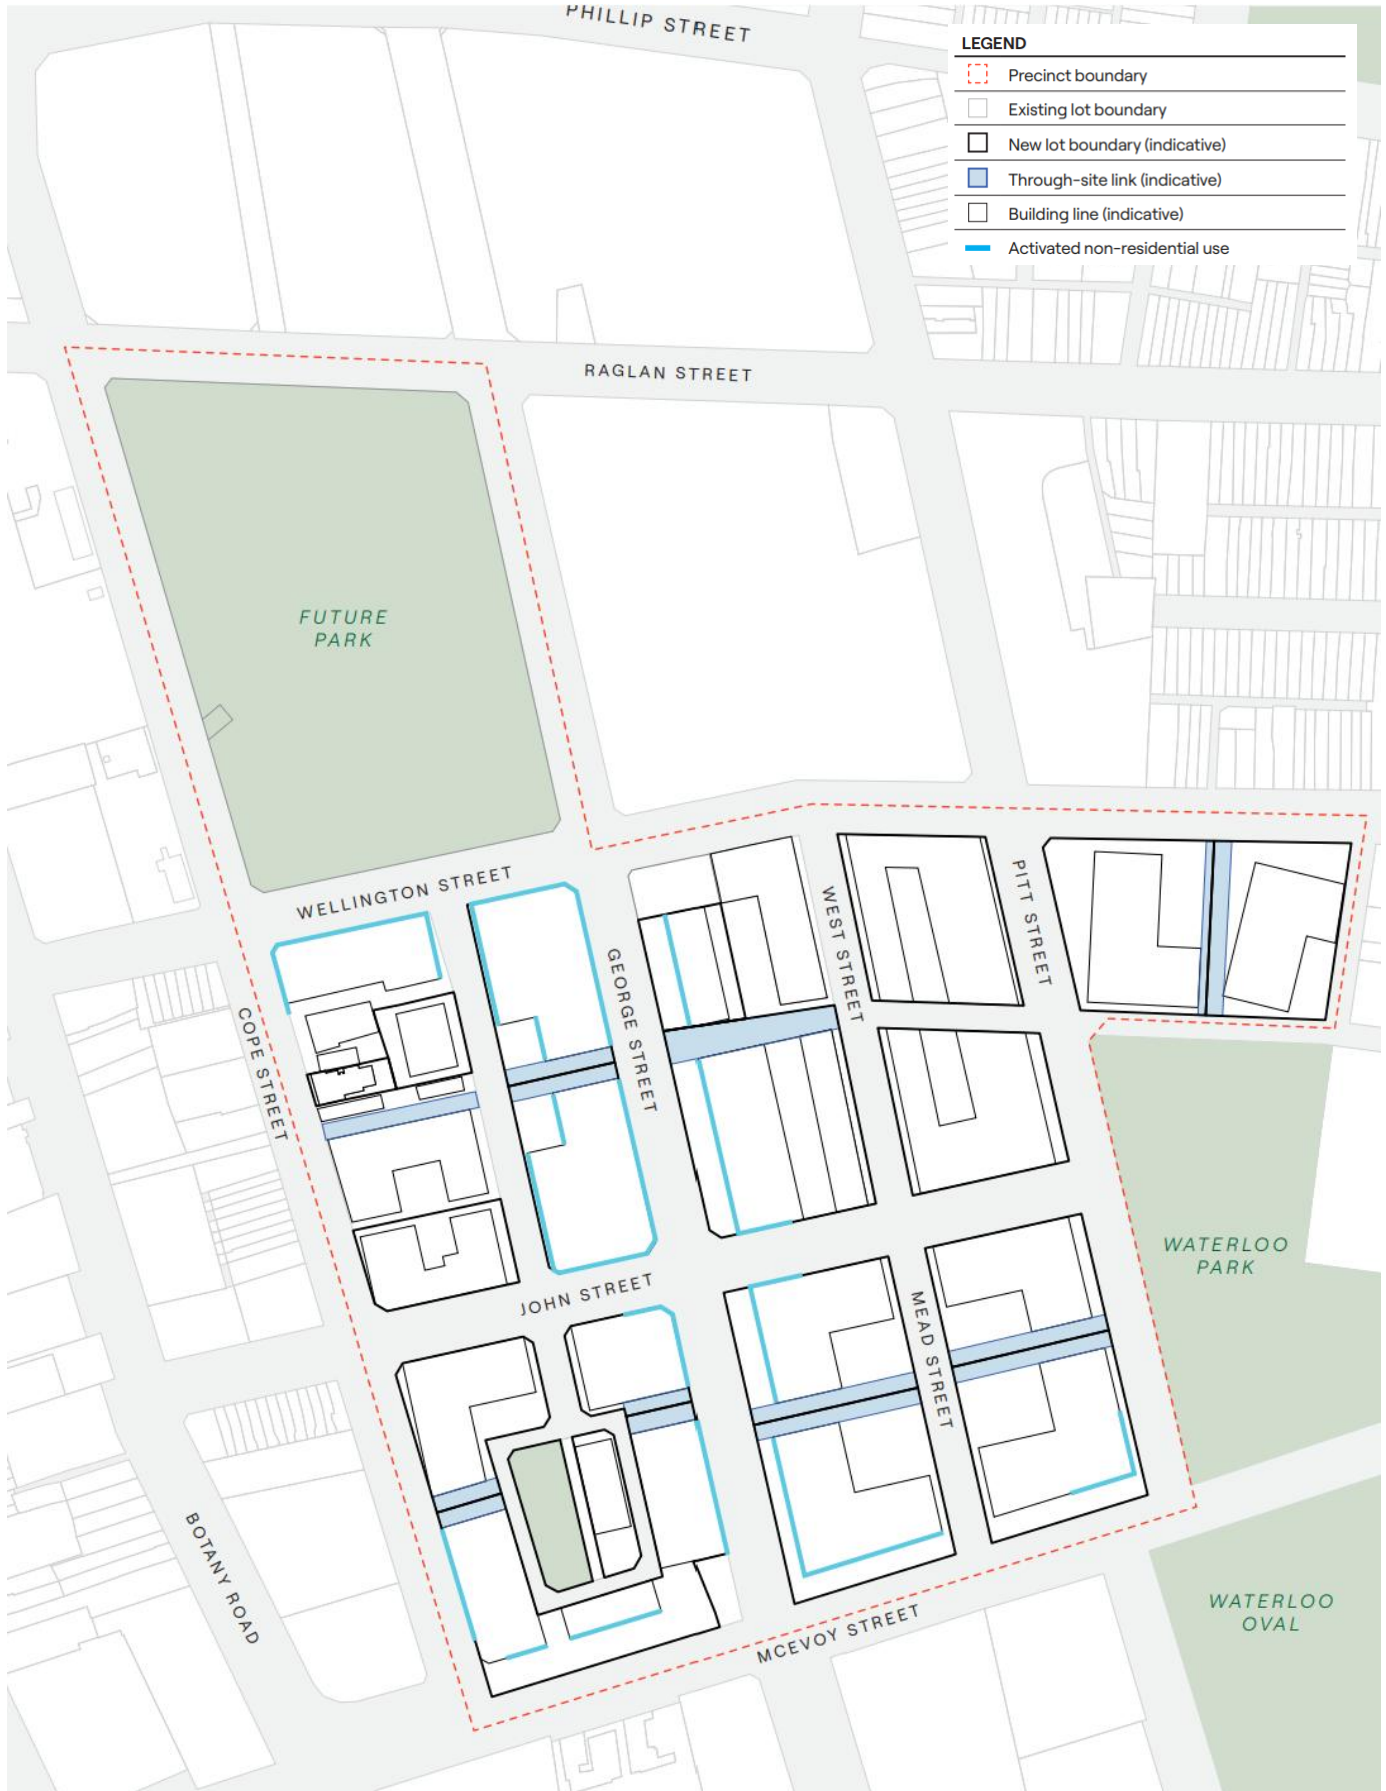 PHILLIP STREET
LEGEND
Precinct boundary
Existing lot boundary
New lot boundary (indicative)
Through-site link (indicative)
Building line (indicative)
Activated non-residential use
RAGLAN STREET
FUTURE
PARK
WELLINGTON STREET
PITT STREET
WEST STREET
GEORGE STREET
COPE STREET
WATERLOO
PARK
JOHN STREET
MEAD STREET
BOTANY ROAD
WATERLOO
OVAL
MCEVOY STREET